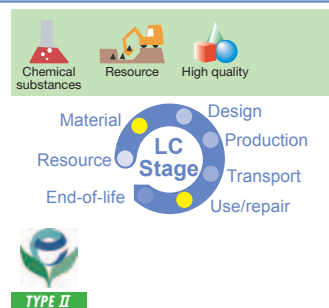 Chemical
substances
Resource
High quality
Design
Material
Production
LC
Stage
Resource
Transport
End-of-life
Use/repair
TYPE II